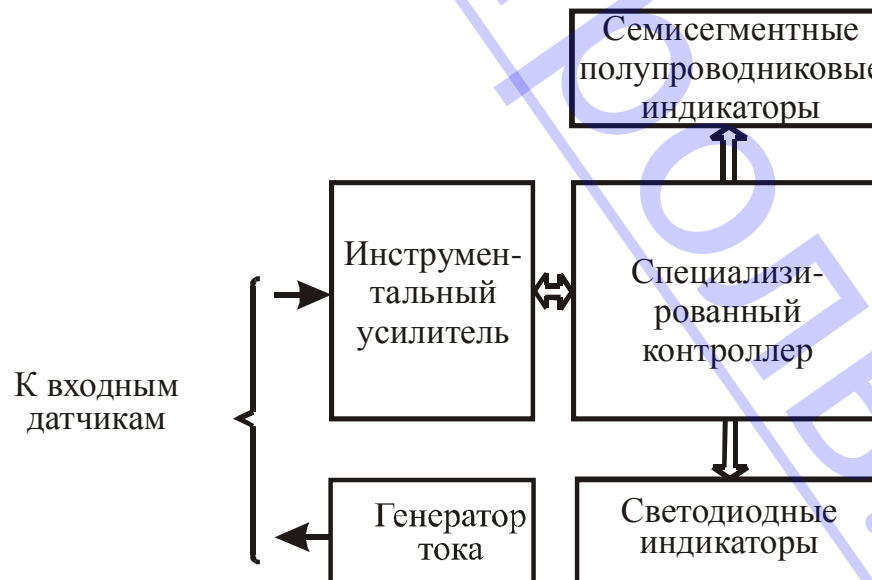 Семисегментные
полупроводниковые
индикаторы
Инструмен-
тальный
усилитель
Специализи-
рованный
контроллер
К входным
датчикам
Генератор
тока
Светодиодные
индикаторы